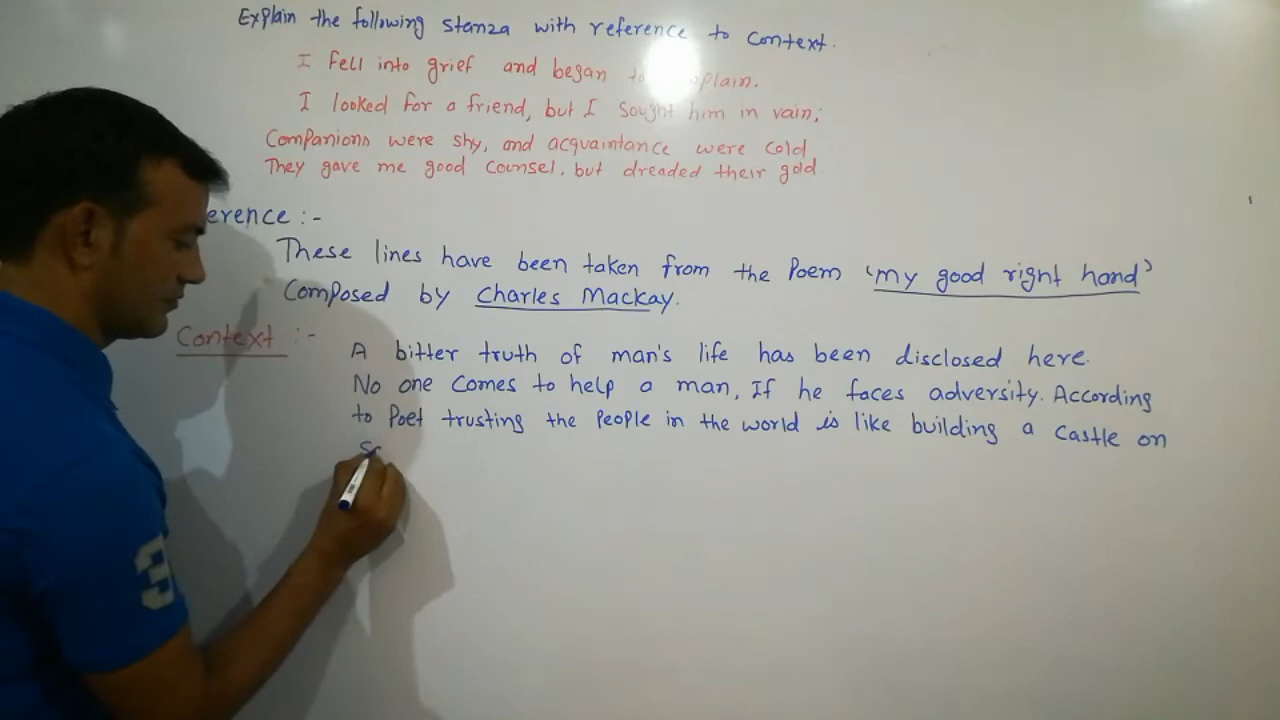 Explain the following stanza with reference to context.
I fell into grief and began to plain.
I looked for a friend, but I sought him in vain;
Companions were shy, and acquaintance were cold
They gave me good counsel, but dreaded their gold
erence :-
These lines have been taken from the Poem 'my good right hand'
Composed by Charles Mackay.
Context :-
A bitter truth of man's life has been disclosed here.
No one comes to help a man, If he faces adversity. According
to Poet trusting the People in the world is like building a castle on
3